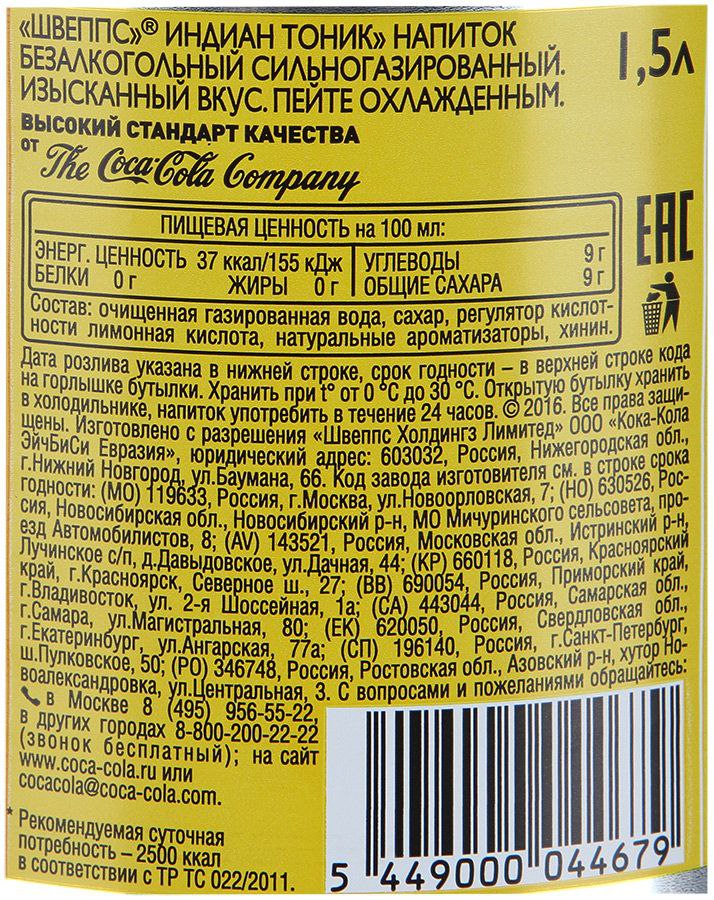 «ШВЕППС»® ИНДИАН ТОНИК» НАПИТОК
БЕЗАЛКОГОЛЬНЫЙ СИЛЬНОГАЗИРОВАННЫЙ.
ИЗЫСКАННЫЙ ВКУС. ПЕЙТЕ ОХЛАЖДЕННЫМ.
1,5л
ВЫСОКИЙ СТАНДАРТ КАЧЕСТВА
от The Coca-Cola Company
EAC
ПИЩЕВАЯ ЦЕННОСТЬ на 100 мл:
ЭНЕРГ. ЦЕННОСТЬ 37 ккал/155 кДж УГЛЕВОДЫ 9 г
БЕЛКИ 0 г ЖИРЫ 0 г ОБЩИЕ САХАРА 9 г
Состав: очищенная газированная вода, сахар, регулятор кислот-
ности лимонная кислота, натуральные ароматизаторы, хинин.
Дата розлива указана в нижней строке, срок годности – в верхней строке кода
на горлышке бутылки. Хранить при t° от 0 °C до 30 °C. Открытую бутылку хранить
в холодильнике, напиток употребить в течение 24 часов. © 2016. Все права защи-
щены. Изготовлено с разрешения «Швеппс Холдингз Лимитед» ООО «Кока-Кола
ЭйчБиСи Евразия», юридический адрес: 603032, Россия, Нижегородская обл.,
г.Нижний Новгород, ул.Баумана, 66. Код завода изготовителя см. в строке срока
годности: (МО) 119633, Россия, г.Москва, ул.Новоорловская, 7; (НО) 630526, Рос-
сия, Новосибирская обл., Новосибирский р-н, МО Мичуринского сельсовета, про-
езд Автомобилистов, 8; (AV) 143521, Россия, Московская обл., Истринский р-н,
Лучинское с/п, д.Давыдовское, ул.Дачная, 44; (КР) 660118, Россия, Красноярский
край, г.Красноярск, Северное ш., 27; (ВВ) 690054, Россия, Приморский край,
г.Владивосток, ул. 2-я Шоссейная, 1а; (СА) 443044, Россия, Самарская обл.,
г.Самара, ул.Магистральная, 80; (ЕК) 620050, Россия, Свердловская обл.,
г.Екатеринбург, ул.Ангарская, 77а; (СП) 196140, Россия, г.Санкт-Петербург,
ш.Пулковское, 50; (РО) 346748, Россия, Ростовская обл., Азовский р-н, хутор Но-
воалександровка, ул.Центральная, 3. С вопросами и пожеланиями обращайтесь:
в Москве 8 (495) 956-55-22,
в других городах 8-800-200-22-22
(звонок бесплатный); на сайт
www.coca-cola.ru или
cocacola@coca-cola.com.
* Рекомендуемая суточная
потребность – 2500 ккал
в соответствии с ТР ТС 022/2011.
5 449000 044679